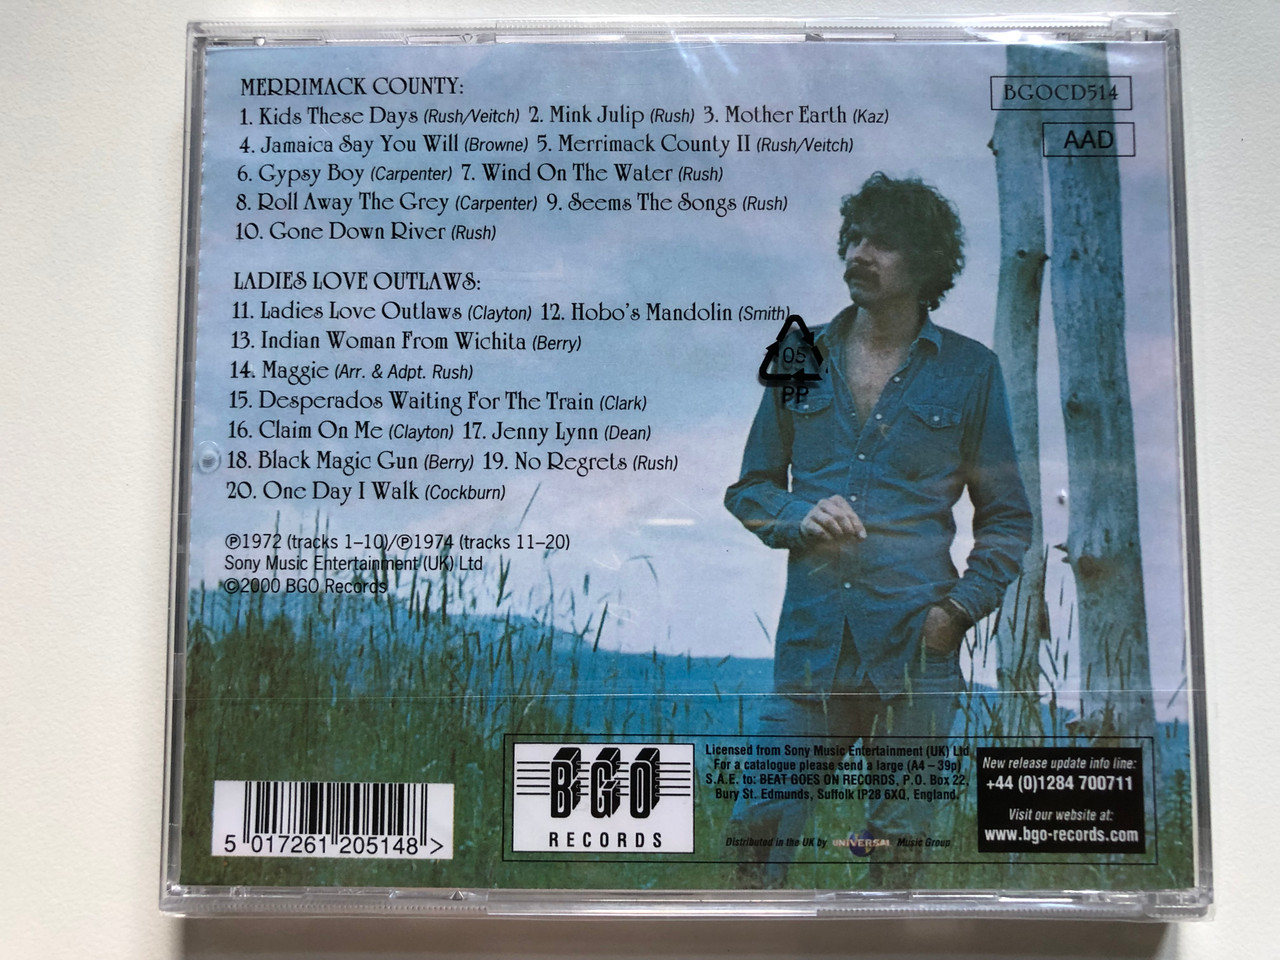 MERRIMACK COUNTY:
1. Kids These Days (Rush/Veitch) 2. Mink Julip (Rush) 3. Mother Earth (Kaz)
4. Jamaica Say You Will (Browne) 5. Merrimack County II (Rush/Veitch)
6. Gypsy Boy (Carpenter) 7. Wind On The Water (Rush)
8. Roll Away The Grey (Carpenter) 9. Seems The Songs (Rush)
10. Gone Down River (Rush)
BGOCD514
AAD
LADIES LOVE OUTLAWS:
11. Ladies Love Outlaws (Clayton) 12. Hobo's Mandolin (Smith)
13. Indian Woman From Wichita (Berry)
14. Maggie (Arr. & Adpt. Rush)
15. Desperados Waiting For The Train (Clark)
16. Claim On Me (Clayton) 17. Jenny Lynn (Dean)
18. Black Magic Gun (Berry) 19. No Regrets (Rush)
20. One Day I Walk (Cockburn)
05
PP
℗1972 (tracks 1–10)/℗1974 (tracks 11–20)
Sony Music Entertainment (UK) Ltd
©2000 BGO Records
5 017261 205148 >
BGO
RECORDS
Licensed from Sony Music Entertainment (UK) Ltd
For a catalogue please send a large (A4 – 39p)
S.A.E. to: BEAT GOES ON RECORDS, P.O. Box 22,
Bury St. Edmunds, Suffolk IP28 6XQ, England.
Distributed in the UK by UNIVERSAL Music Group
New release update info line:
+44 (0)1284 700711
Visit our website at:
www.bgo-records.com